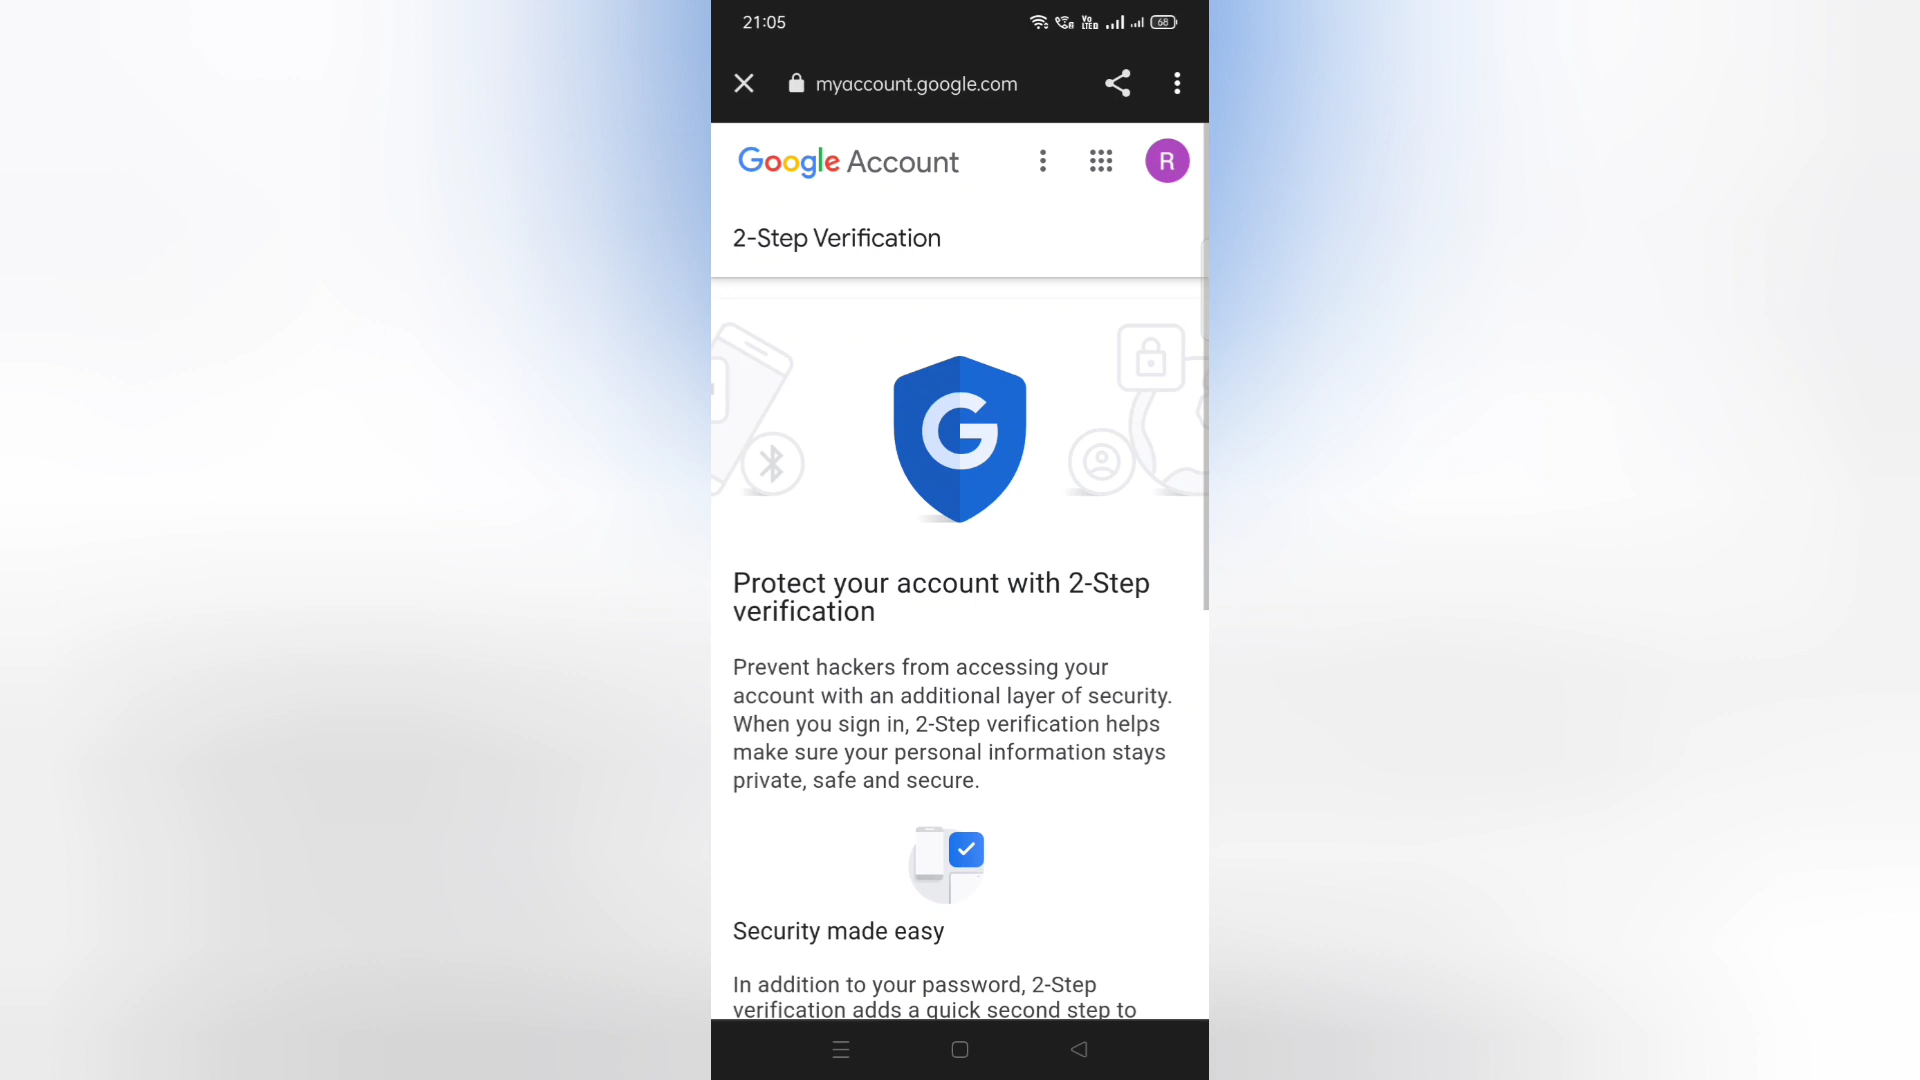 21:05
Vo
LTE
68
myaccount.google.com
Google Account
R
2-Step Verification
G
Protect your account with 2-Step
verification
Prevent hackers from accessing your
account with an additional layer of security.
When you sign in, 2-Step verification helps
make sure your personal information stays
private, safe and secure.
Security made easy
In addition to your password, 2-Step
verification adds a quick second step to